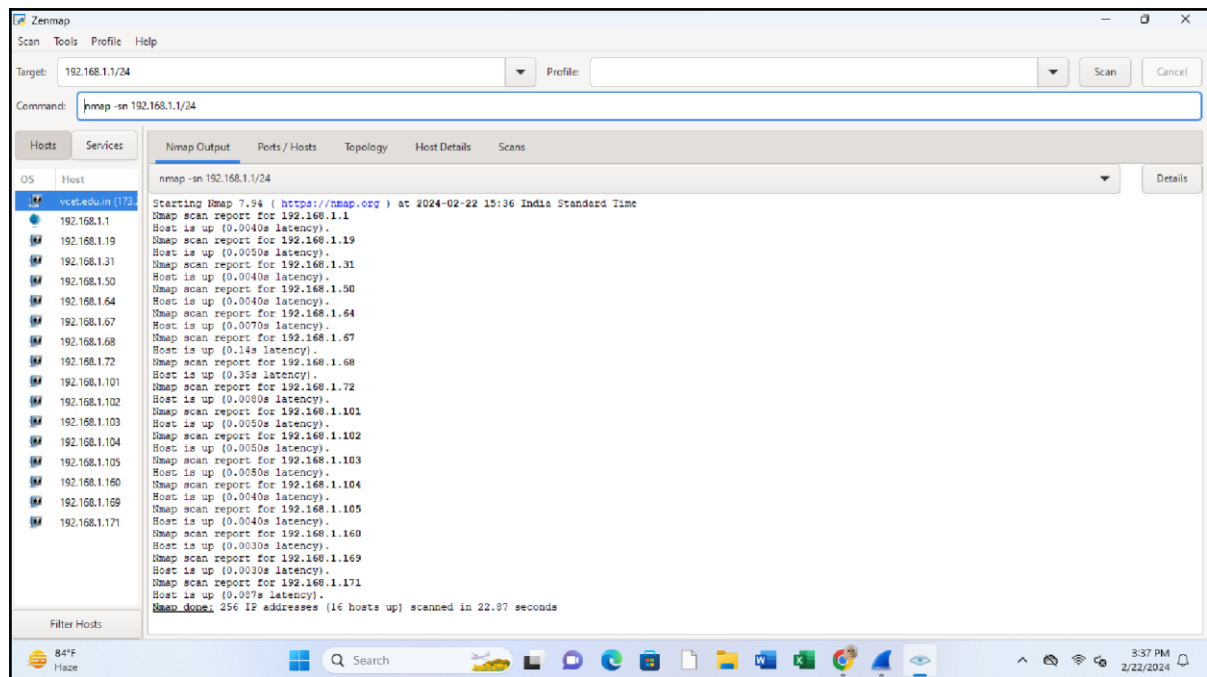 Zenmap
Scan Tools Profile Help
Target: 192.168.1.1/24 Profile: Scan Cancel
Command: nmap -sn 192.168.1.1/24
Hosts Services
OS Host
vcet.edu.in (173.
192.168.1.1
192.168.1.19
192.168.1.31
192.168.1.50
192.168.1.64
192.168.1.67
192.168.1.68
192.168.1.72
192.168.1.101
192.168.1.102
192.168.1.103
192.168.1.104
192.168.1.105
192.168.1.160
192.168.1.169
192.168.1.171
Filter Hosts
Nmap Output Ports / Hosts Topology Host Details Scans
nmap -sn 192.168.1.1/24 Details
Starting Nmap 7.94 ( https://nmap.org ) at 2024-02-22 15:36 India Standard Time
Nmap scan report for 192.168.1.1
Host is up (0.0040s latency).
Nmap scan report for 192.168.1.19
Host is up (0.0050s latency).
Nmap scan report for 192.168.1.31
Host is up (0.0040s latency).
Nmap scan report for 192.168.1.50
Host is up (0.0040s latency).
Nmap scan report for 192.168.1.64
Host is up (0.0070s latency).
Nmap scan report for 192.168.1.67
Host is up (0.14s latency).
Nmap scan report for 192.168.1.68
Host is up (0.35s latency).
Nmap scan report for 192.168.1.72
Host is up (0.0080s latency).
Nmap scan report for 192.168.1.101
Host is up (0.0050s latency).
Nmap scan report for 192.168.1.102
Host is up (0.0050s latency).
Nmap scan report for 192.168.1.103
Host is up (0.0050s latency).
Nmap scan report for 192.168.1.104
Host is up (0.0040s latency).
Nmap scan report for 192.168.1.105
Host is up (0.0040s latency).
Nmap scan report for 192.168.1.160
Host is up (0.0030s latency).
Nmap scan report for 192.168.1.169
Host is up (0.0030s latency).
Nmap scan report for 192.168.1.171
Host is up (0.087s latency).
Nmap done: 256 IP addresses (16 hosts up) scanned in 22.87 seconds
84°F
Haze
Search
3:37 PM
2/22/2024